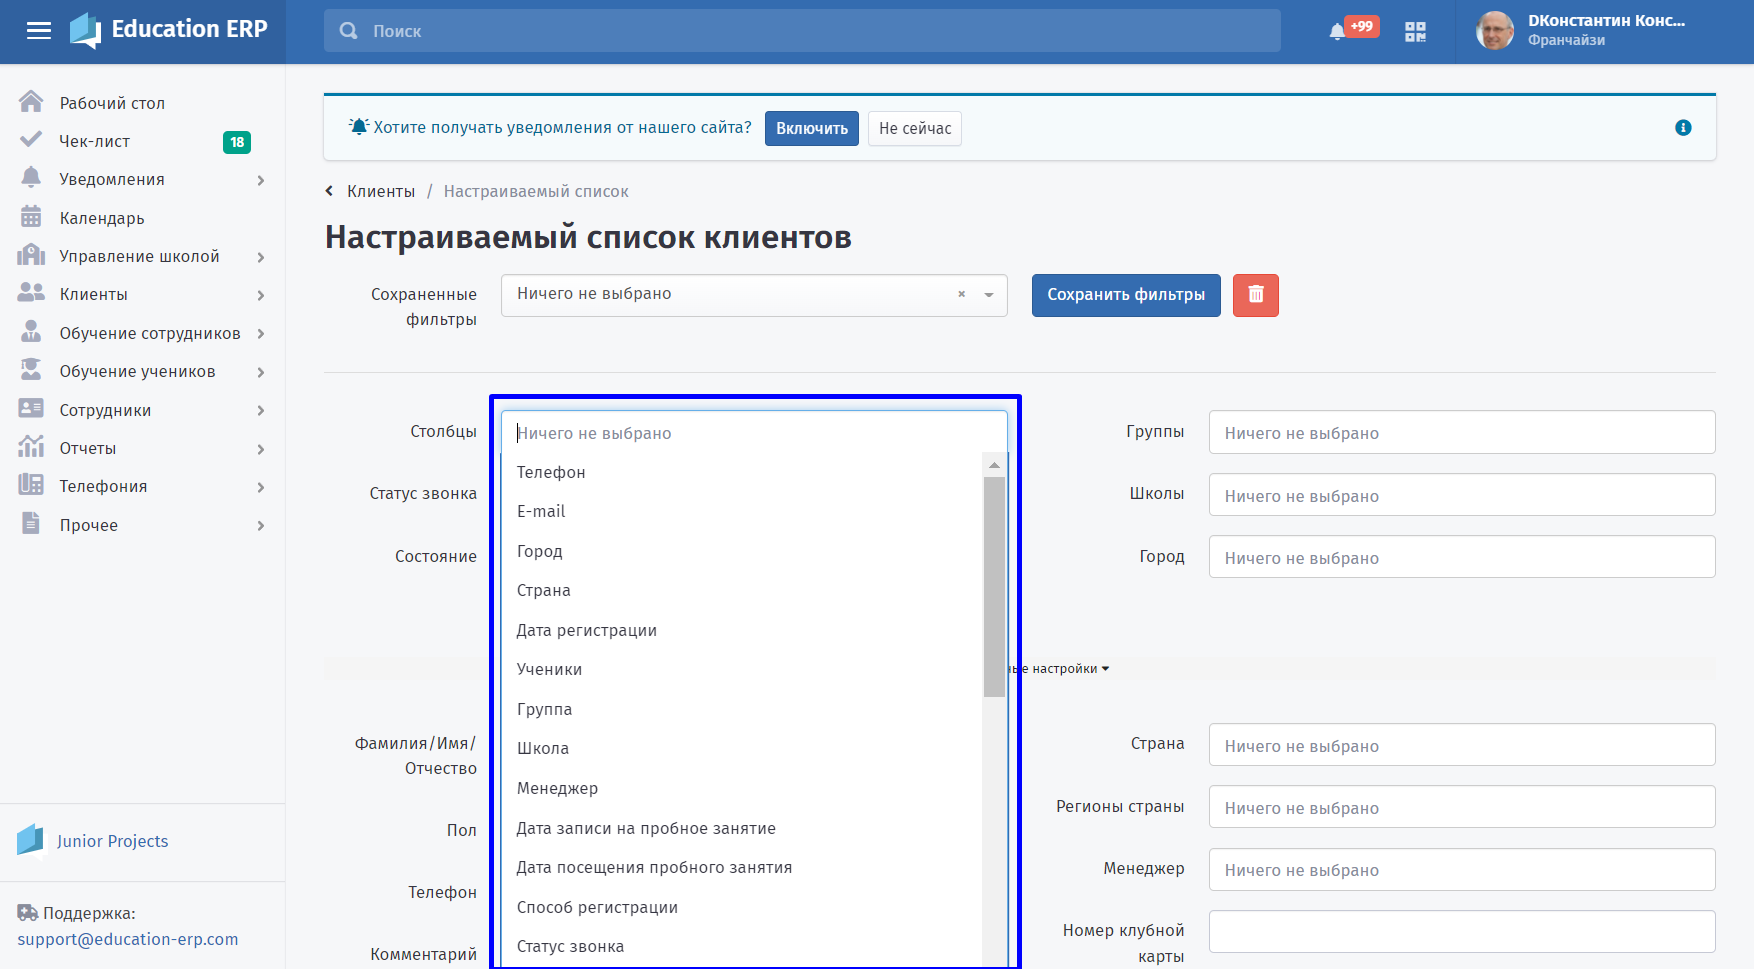 Education ERP
Поиск
+99
DКонстантин Конс...
Франчайзи
Рабочий стол
Чек-лист
18
Уведомления
Календарь
Управление школой
Клиенты
Обучение сотрудников
Обучение учеников
Сотрудники
Отчеты
Телефония
Прочее
Junior Projects
Поддержка:
support@education-erp.com
Хотите получать уведомления от нашего сайта?
Включить
Не сейчас
Клиенты / Настраиваемый список
Настраиваемый список клиентов
Сохраненные
фильтры
Ничего не выбрано
×
Сохранить фильтры
Столбцы
Ничего не выбрано
Телефон
E-mail
Город
Страна
Дата регистрации
Ученики
Группа
Школа
Менеджер
Дата записи на пробное занятие
Дата посещения пробного занятия
Способ регистрации
Статус звонка
Статус звонка
Состояние
Группы
Ничего не выбрано
Школы
Ничего не выбрано
Город
Ничего не выбрано
ые настройки
Фамилия/Имя/
Отчество
Пол
Телефон
Комментарий
Страна
Ничего не выбрано
Регионы страны
Ничего не выбрано
Менеджер
Ничего не выбрано
Номер клубной
карты